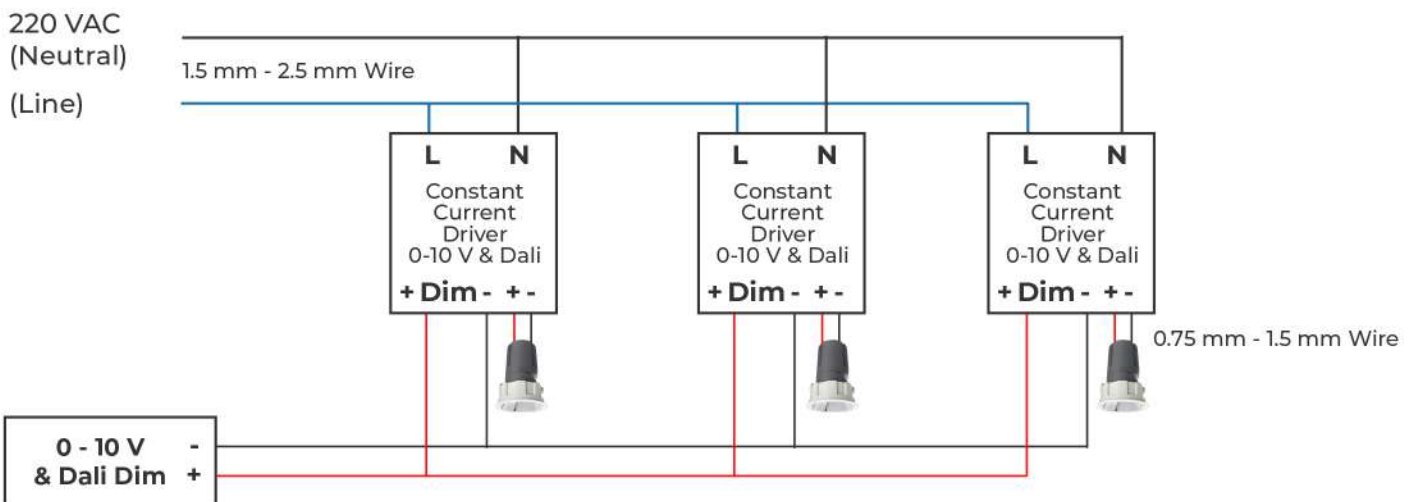 220 VAC
(Neutral)
1.5 mm - 2.5 mm Wire
(Line)
L N
Constant
Current
Driver
0-10 V & Dali
+ Dim - + -
L N
Constant
Current
Driver
0-10 V & Dali
+ Dim - + -
L N
Constant
Current
Driver
0-10 V & Dali
+ Dim - + -
0.75 mm - 1.5 mm Wire
0 - 10 V -
& Dali Dim +